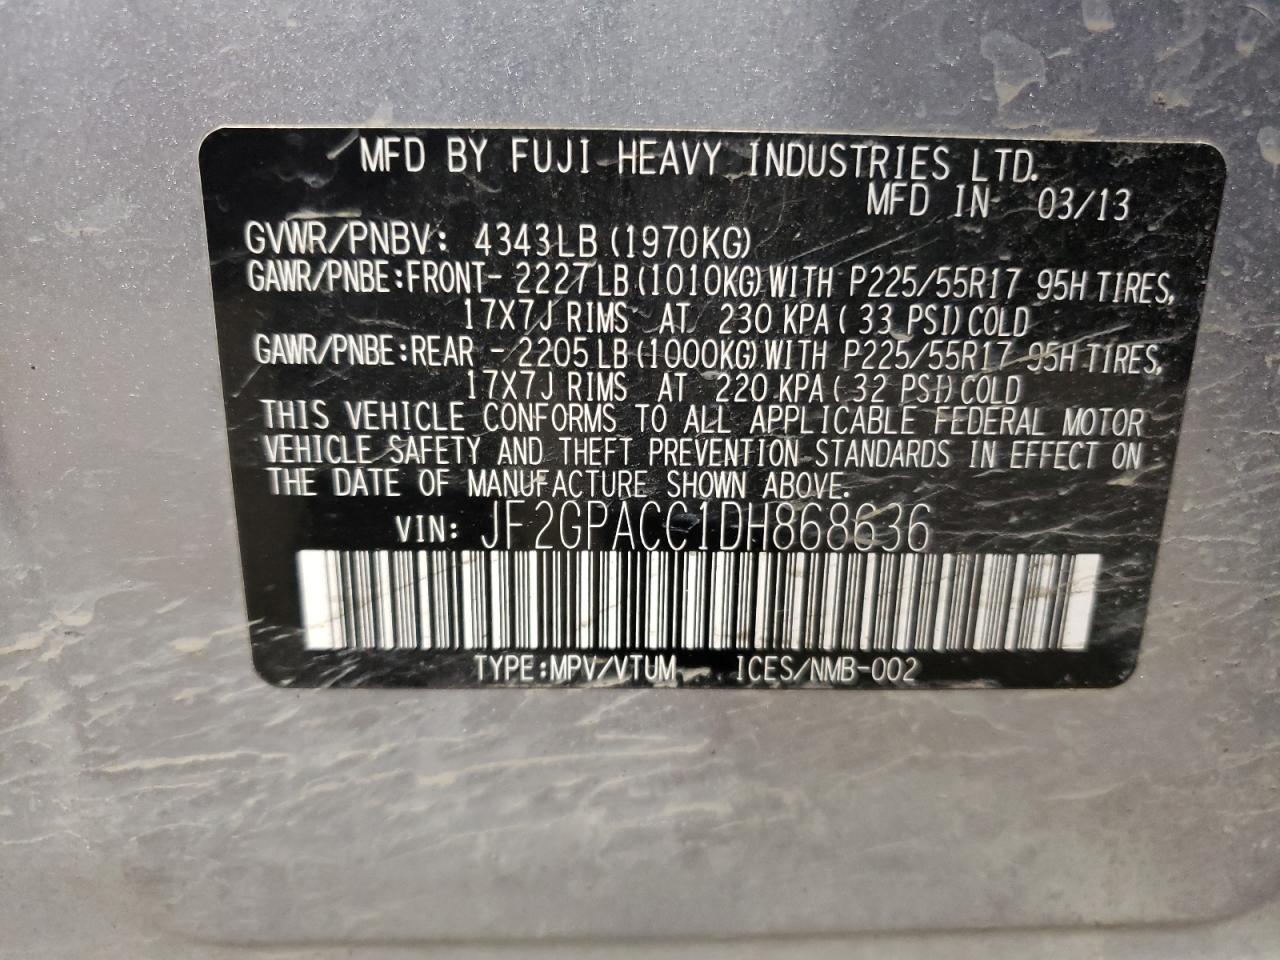 MFD BY FUJI HEAVY INDUSTRIES LTD.
MFD IN 03/13
GVWR/PNBV: 4343LB (1970KG)
GAWR/PNBE:FRONT- 2227LB (1010KG) WITH P225/55R17 95H TIRES,
17X7J RIMS AT 230 KPA ( 33 PSI) COLD
GAWR/PNBE:REAR - 2205LB (1000KG) WITH P225/55R17 95H TIRES,
17X7J RIMS AT 220 KPA ( 32 PSI) COLD
THIS VEHICLE CONFORMS TO ALL APPLICABLE FEDERAL MOTOR
VEHICLE SAFETY AND THEFT PREVENTION STANDARDS IN EFFECT ON
THE DATE OF MANUFACTURE SHOWN ABOVE.
VIN: JF2GPACC1DH868636
TYPE:MPV/VTUM ICES/NMB-002